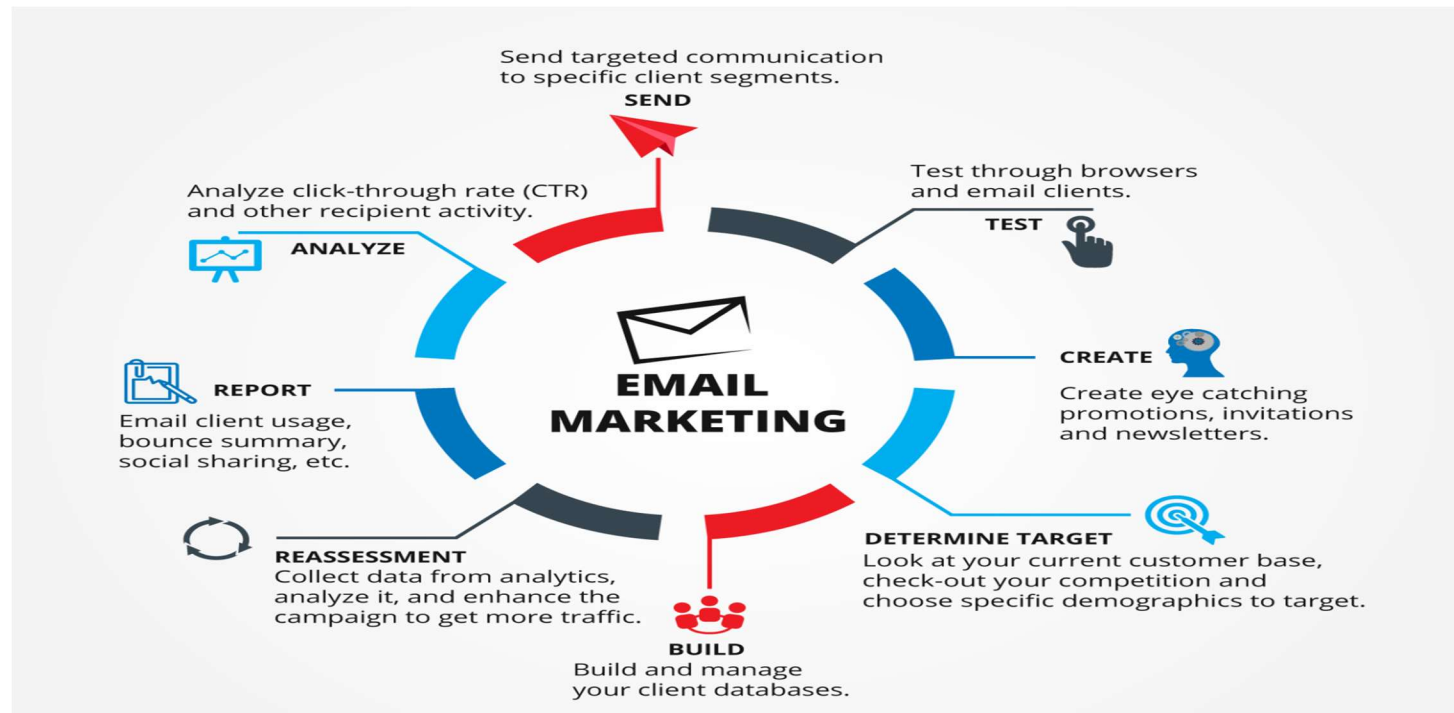 Send targeted communication
to specific client segments.
SEND
Test through browsers
and email clients.
TEST
Analyze click-through rate (CTR)
and other recipient activity.
ANALYZE
EMAIL
MARKETING
CREATE
Create eye catching
promotions, invitations
and newsletters.
REPORT
Email client usage,
bounce summary,
social sharing, etc.
DETERMINE TARGET
Look at your current customer base,
check-out your competition and
choose specific demographics to target.
REASSESSMENT
Collect data from analytics,
analyze it, and enhance the
campaign to get more traffic.
BUILD
Build and manage
your client databases.